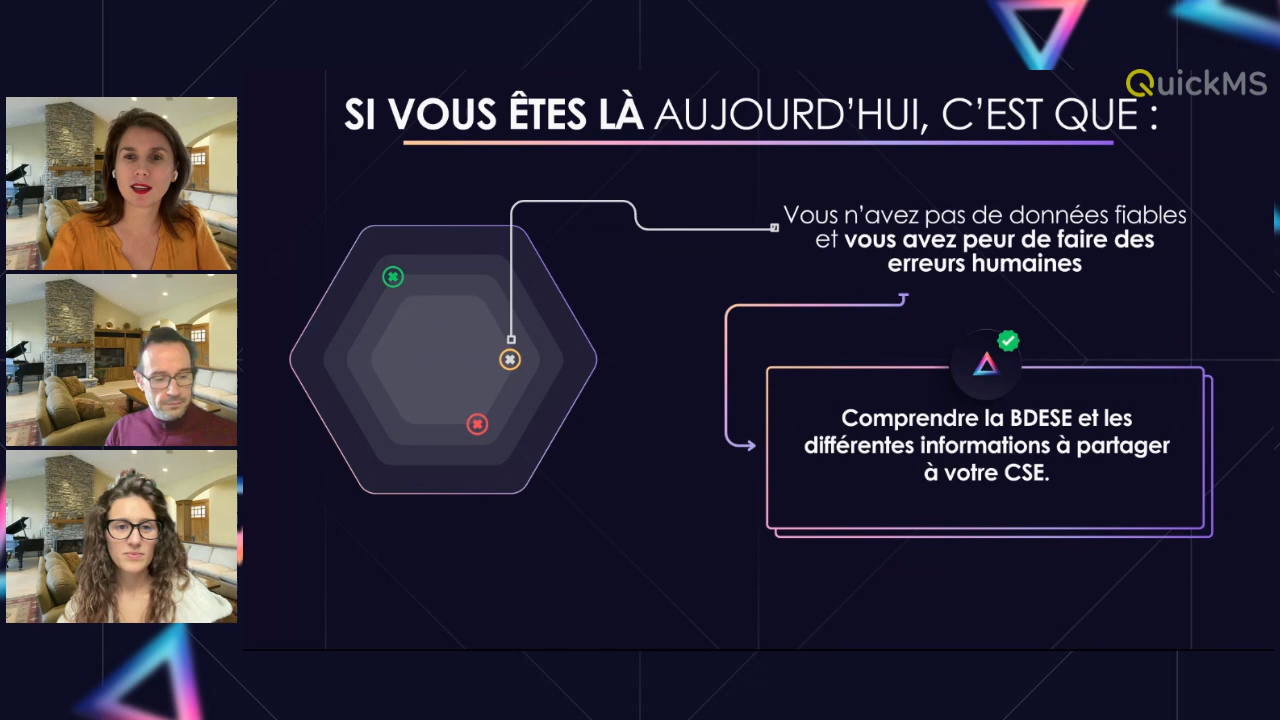 QuickMS
SI VOUS ÊTES LÀ AUJOURD'HUI, C'EST QUE :
Vous n'avez pas de données fiables
et vous avez peur de faire des
erreurs humaines
Comprendre la BDESE et les
différentes informations à partager
à votre CSE.